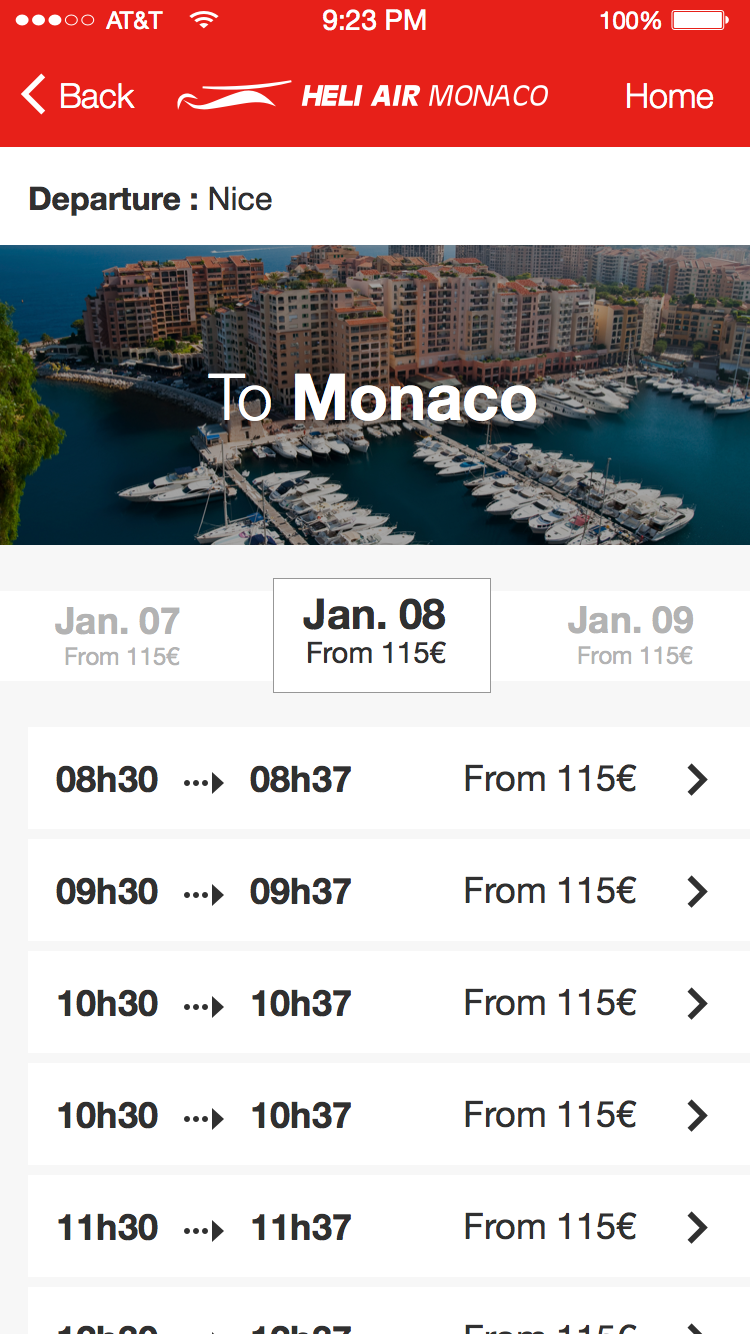 AT&T 9:23 PM 100%
Back HELI AIR MONACO Home
Departure : Nice
To Monaco
Jan. 07 Jan. 08 Jan. 09
From 115€ From 115€ From 115€
08h30 08h37 From 115€
09h30 09h37 From 115€
10h30 10h37 From 115€
10h30 10h37 From 115€
11h30 11h37 From 115€